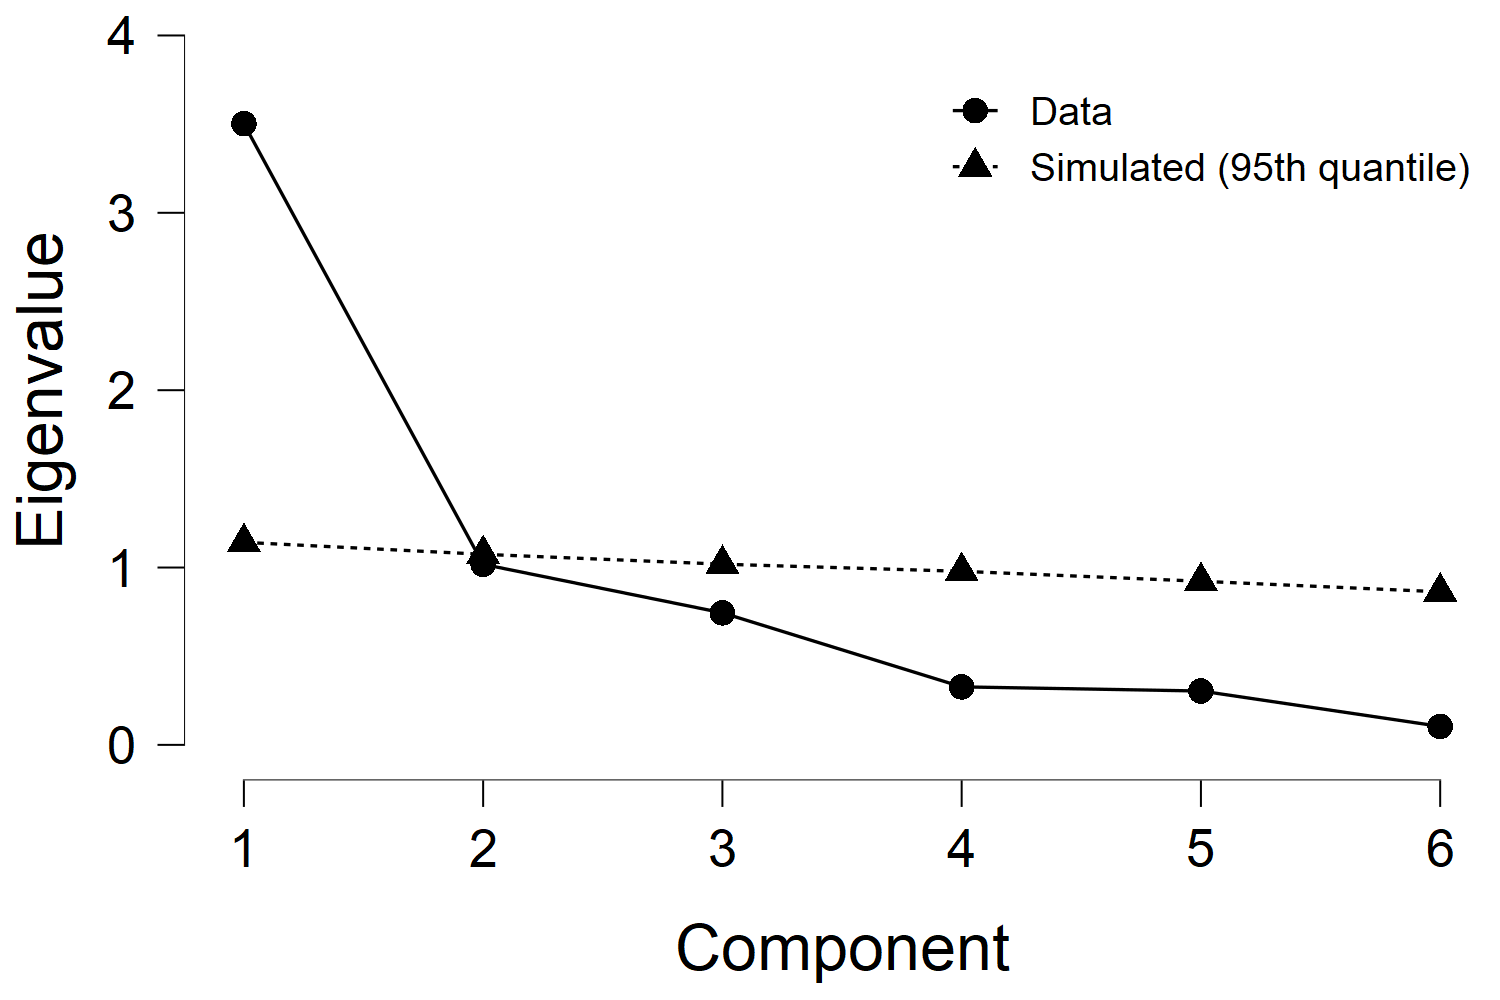 4
3
2
1
0
Eigenvalue
Data
Simulated (95th quantile)
1 2 3 4 5 6
Component